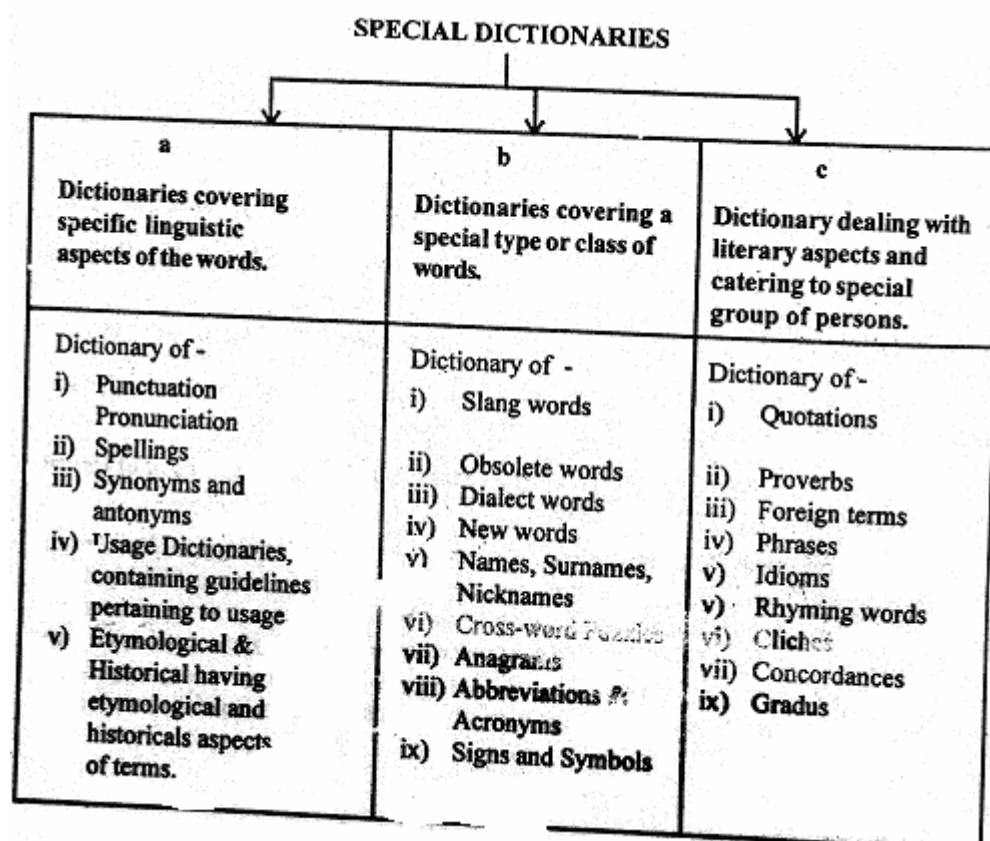 SPECIAL DICTIONARIES
a
Dictionaries covering
specific linguistic
aspects of the words.
b
Dictionaries covering a
special type or class of
words.
c
Dictionary dealing with
literary aspects and
catering to special
group of persons.
Dictionary of -
i) Punctuation
Pronunciation
ii) Spellings
iii) Synonyms and
antonyms
iv) Usage Dictionaries,
containing guidelines
pertaining to usage
v) Etymological &
Historical having
etymological and
historicals aspects
of terms.
Dictionary of -
i) Slang words
ii) Obsolete words
iii) Dialect words
iv) New words
v) Names, Surnames,
Nicknames
vi) Cross-word Puzzles
vii) Anagrams
viii) Abbreviations &
Acronyms
ix) Signs and Symbols
Dictionary of -
i) Quotations
ii) Proverbs
iii) Foreign terms
iv) Phrases
v) Idioms
v) Rhyming words
vi) Cliches
vii) Concordances
ix) Gradus